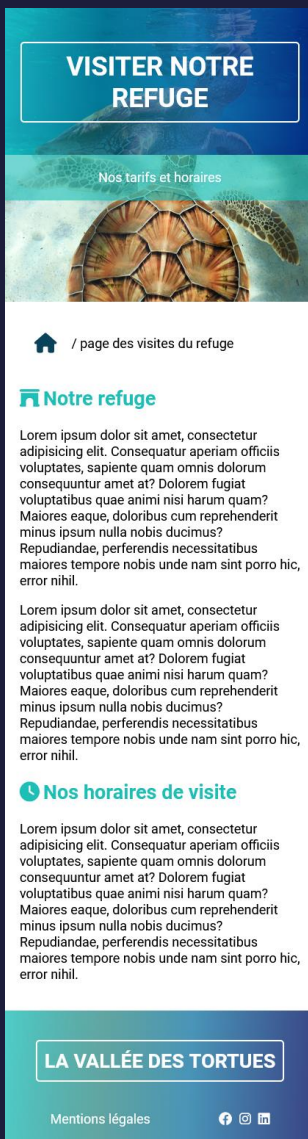 VISITER NOTRE
REFUGE
Nos tarifs et horaires
/ page des visites du refuge
Notre refuge
Lorem ipsum dolor sit amet, consectetur
adipisicing elit. Consequatur aperiam officiis
voluptates, sapiente quam omnis dolorum
consequuntur amet at? Dolorem fugiat
voluptatibus quae animi nisi harum quam?
Maiores eaque, doloribus cum reprehenderit
minus ipsum nulla nobis ducimus?
Repudiandae, perferendis necessitatibus
maiores tempore nobis unde nam sint porro hic,
error nihil.
Lorem ipsum dolor sit amet, consectetur
adipisicing elit. Consequatur aperiam officiis
voluptates, sapiente quam omnis dolorum
consequuntur amet at? Dolorem fugiat
voluptatibus quae animi nisi harum quam?
Maiores eaque, doloribus cum reprehenderit
minus ipsum nulla nobis ducimus?
Repudiandae, perferendis necessitatibus
maiores tempore nobis unde nam sint porro hic,
error nihil.
Nos horaires de visite
Lorem ipsum dolor sit amet, consectetur
adipisicing elit. Consequatur aperiam officiis
voluptates, sapiente quam omnis dolorum
consequuntur amet at? Dolorem fugiat
voluptatibus quae animi nisi harum quam?
Maiores eaque, doloribus cum reprehenderit
minus ipsum nulla nobis ducimus?
Repudiandae, perferendis necessitatibus
maiores tempore nobis unde nam sint porro hic,
error nihil.
LA VALLÉE DES TORTUES
Mentions légales